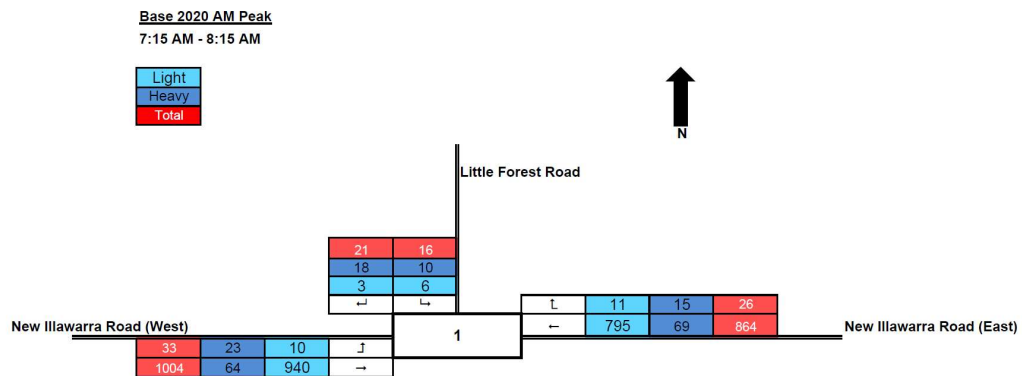 Base 2020 AM Peak
7:15 AM - 8:15 AM
Light
Heavy
Total
N
Little Forest Road
21 16
18 10
3 6
↵ ↳
↑ 11 15 26
New Illawarra Road (West) 1 ← 795 69 864 New Illawarra Road (East)
33 23 10 ↑
1004 64 940 →